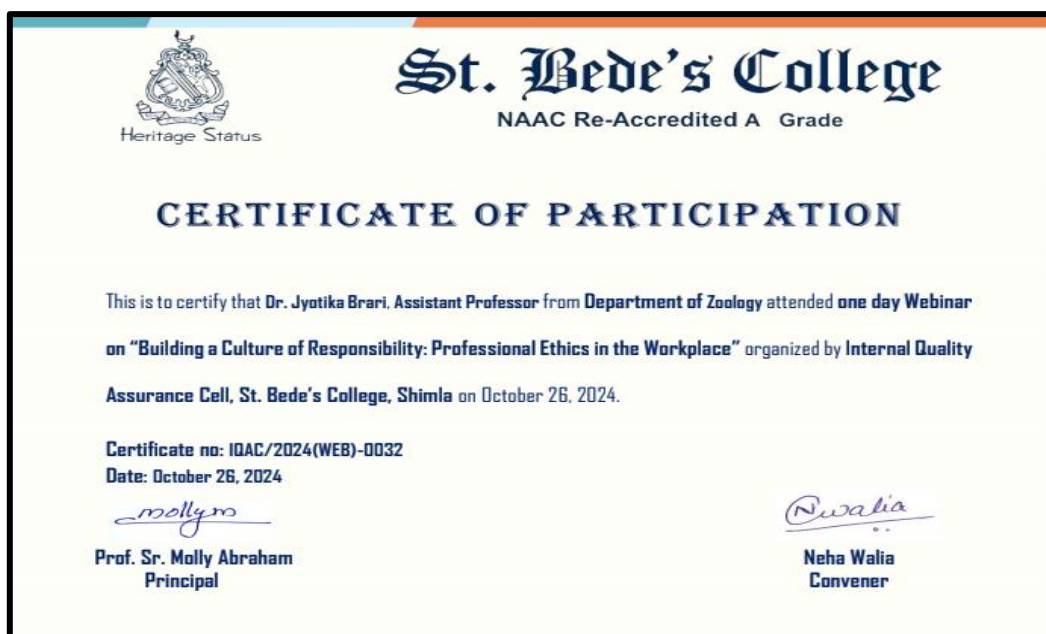 St. Bede's College
NAAC Re-Accredited A Grade
Heritage Status
CERTIFICATE OF PARTICIPATION
This is to certify that Dr. Jyotika Brari, Assistant Professor from Department of Zoology attended one day Webinar
on “Building a Culture of Responsibility: Professional Ethics in the Workplace” organized by Internal Quality
Assurance Cell, St. Bede's College, Shimla on October 26, 2024.
Certificate no: IQAC/2024(WEB)-0032
Date: October 26, 2024
mollym
Nwalia
Prof. Sr. Molly Abraham
Principal
Neha Walia
Convener